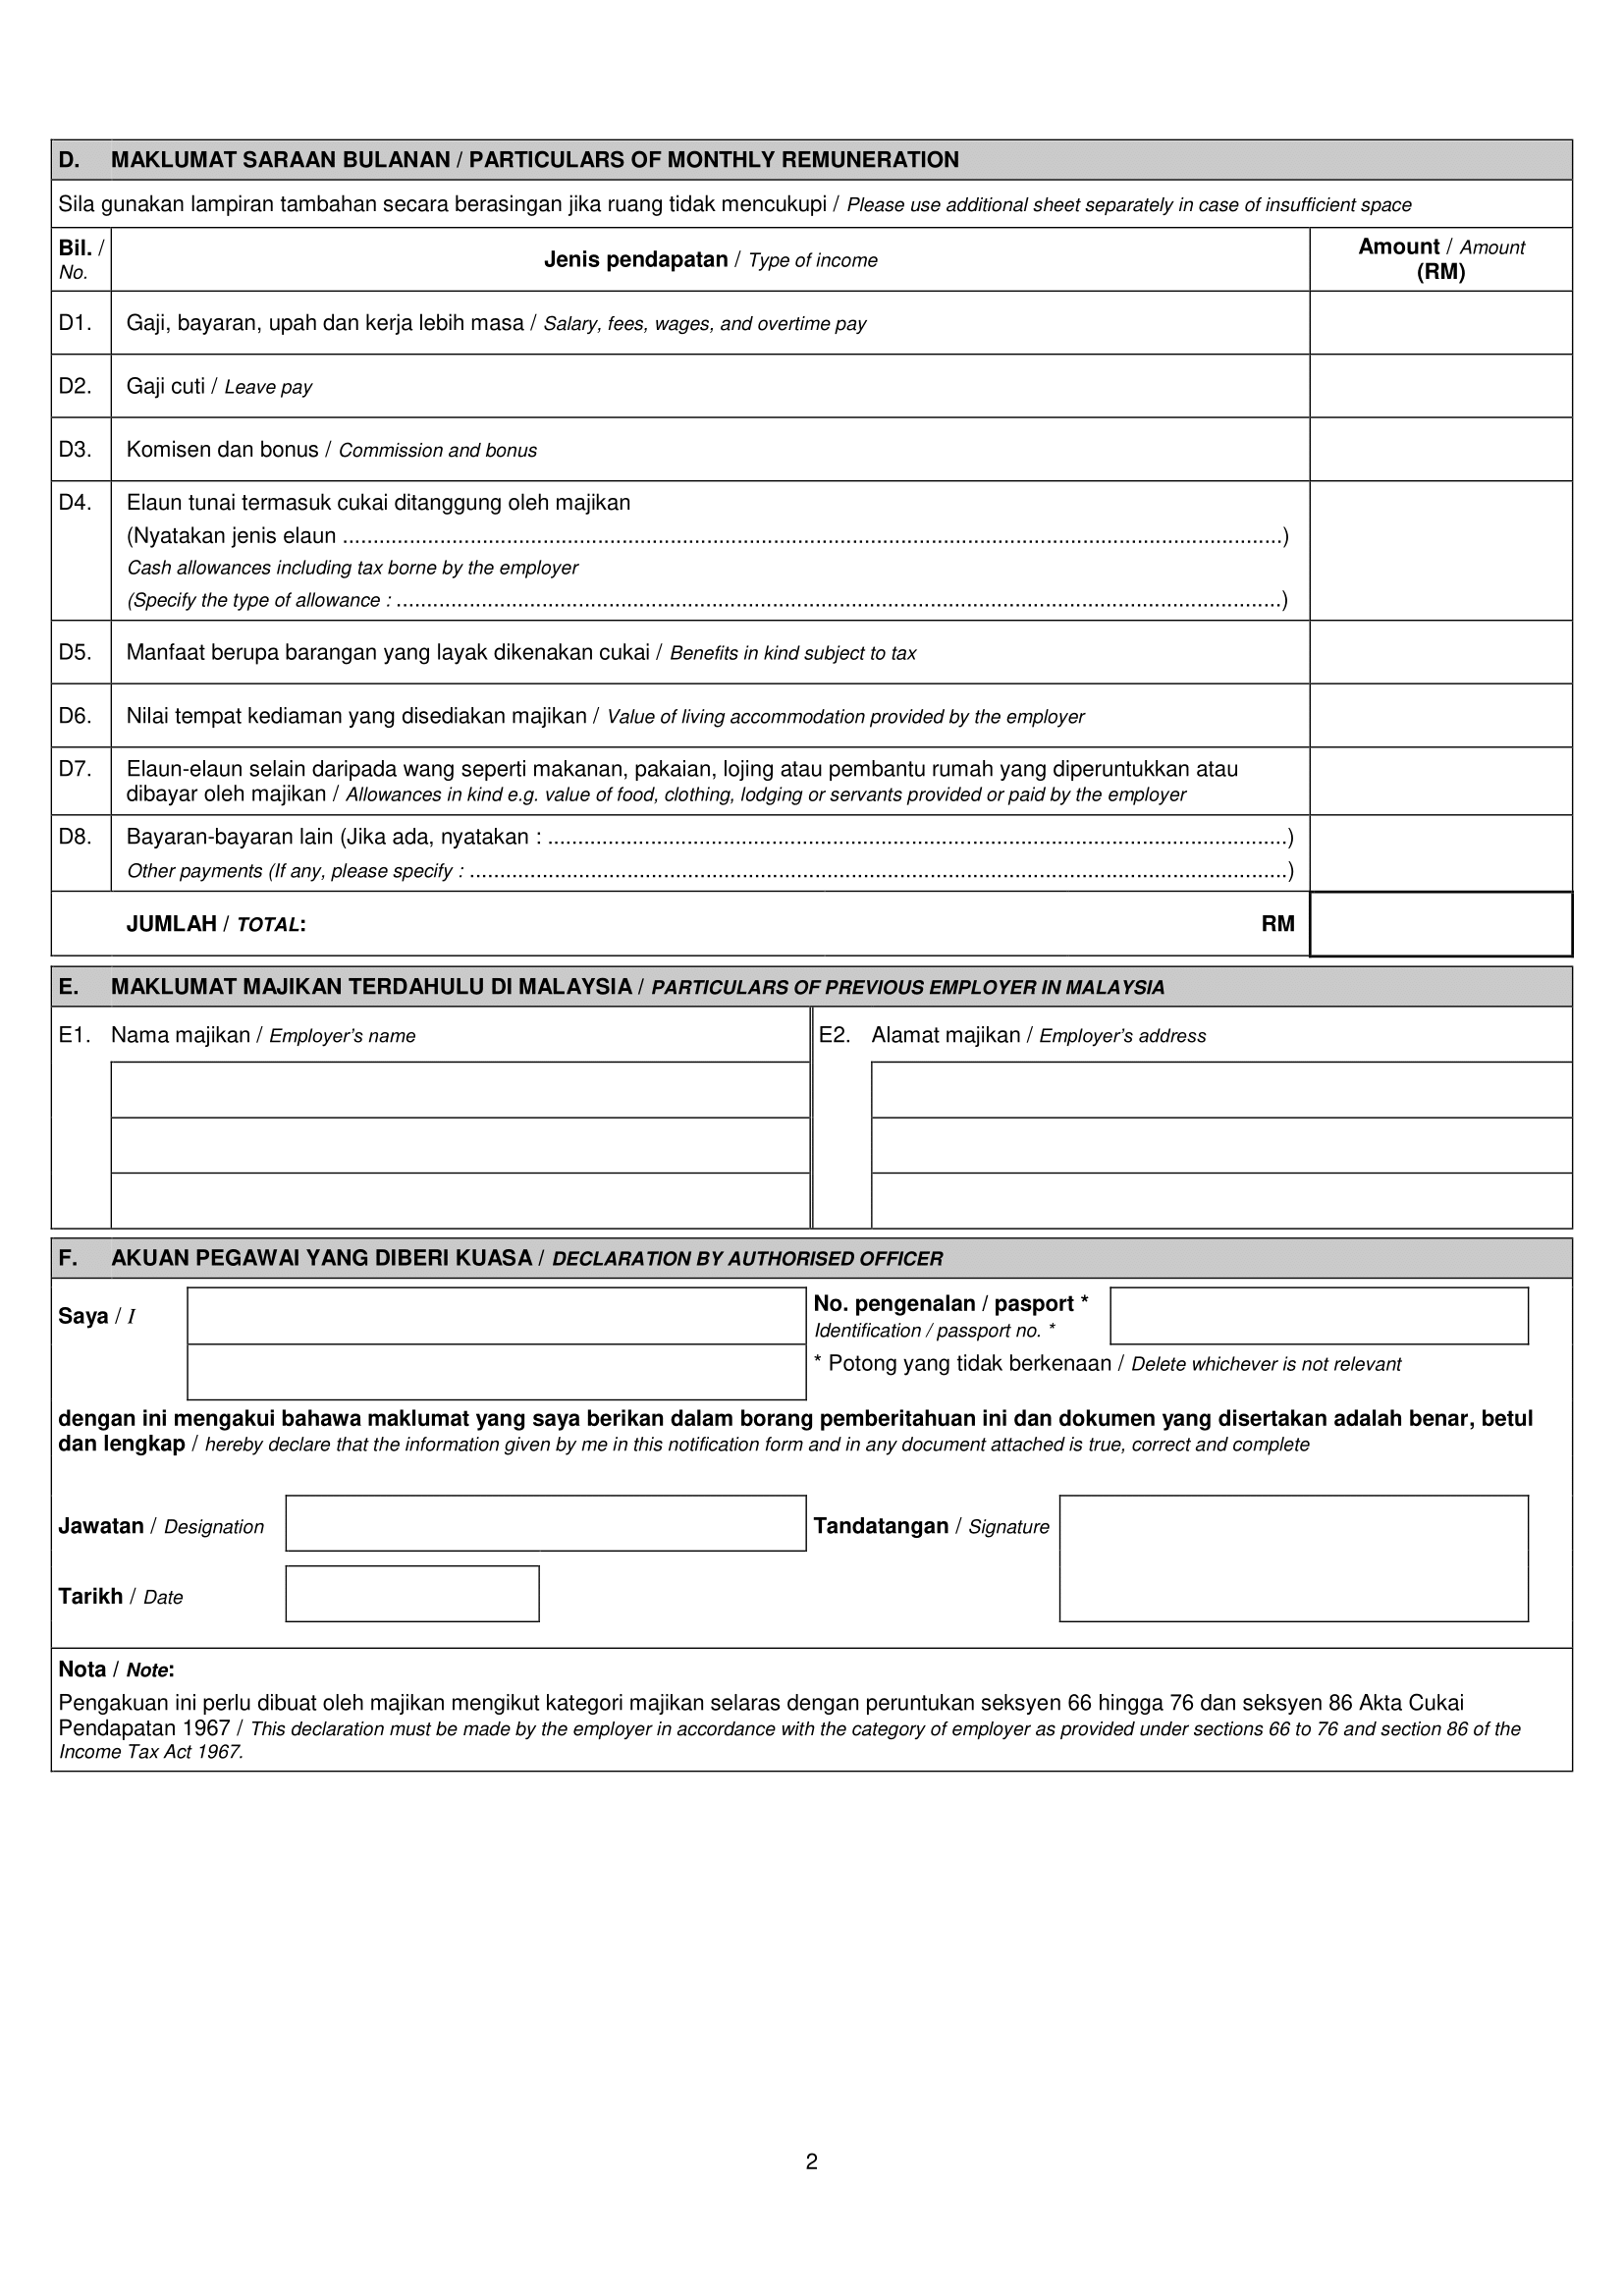 D. MAKLUMAT SARAAN BULANAN / PARTICULARS OF MONTHLY REMUNERATION
Sila gunakan lampiran tambahan secara berasingan jika ruang tidak mencukupi / Please use additional sheet separately in case of insufficient space
Bil. /
No.
Jenis pendapatan / Type of income
Amount / Amount
(RM)
D1. Gaji, bayaran, upah dan kerja lebih masa / Salary, fees, wages, and overtime pay
D2. Gaji cuti / Leave pay
D3. Komisen dan bonus / Commission and bonus
D4. Elaun tunai termasuk cukai ditanggung oleh majikan
(Nyatakan jenis elaun ................................................................................)
Cash allowances including tax borne by the employer
(Specify the type of allowance : ................................................................................)
D5. Manfaat berupa barangan yang layak dikenakan cukai / Benefits in kind subject to tax
D6. Nilai tempat kediaman yang disediakan majikan / Value of living accommodation provided by the employer
D7. Elaun-elaun selain daripada wang seperti makanan, pakaian, lojing atau pembantu rumah yang diperuntukkan atau
dibayar oleh majikan / Allowances in kind e.g. value of food, clothing, lodging or servants provided or paid by the employer
D8. Bayaran-bayaran lain (Jika ada, nyatakan : ................................................................................)
Other payments (If any, please specify : ................................................................................)
JUMLAH / TOTAL: RM
E. MAKLUMAT MAJIKAN TERDAHULU DI MALAYSIA / PARTICULARS OF PREVIOUS EMPLOYER IN MALAYSIA
E1. Nama majikan / Employer's name
E2. Alamat majikan / Employer's address
F. AKUAN PEGAWAI YANG DIBERI KUASA / DECLARATION BY AUTHORISED OFFICER
Saya / I
No. pengenalan / pasport *
Identification / passport no. *
* Potong yang tidak berkenaan / Delete whichever is not relevant
dengan ini mengakui bahawa maklumat yang saya berikan dalam borang pemberitahuan ini dan dokumen yang disertakan adalah benar, betul
dan lengkap / hereby declare that the information given by me in this notification form and in any document attached is true, correct and complete
Jawatan / Designation
Tandatangan / Signature
Tarikh / Date
Nota / Note:
Pengakuan ini perlu dibuat oleh majikan mengikut kategori majikan selaras dengan peruntukan seksyen 66 hingga 76 dan seksyen 86 Akta Cukai
Pendapatan 1967 / This declaration must be made by the employer in accordance with the category of employer as provided under sections 66 to 76 and section 86 of the
Income Tax Act 1967.
2